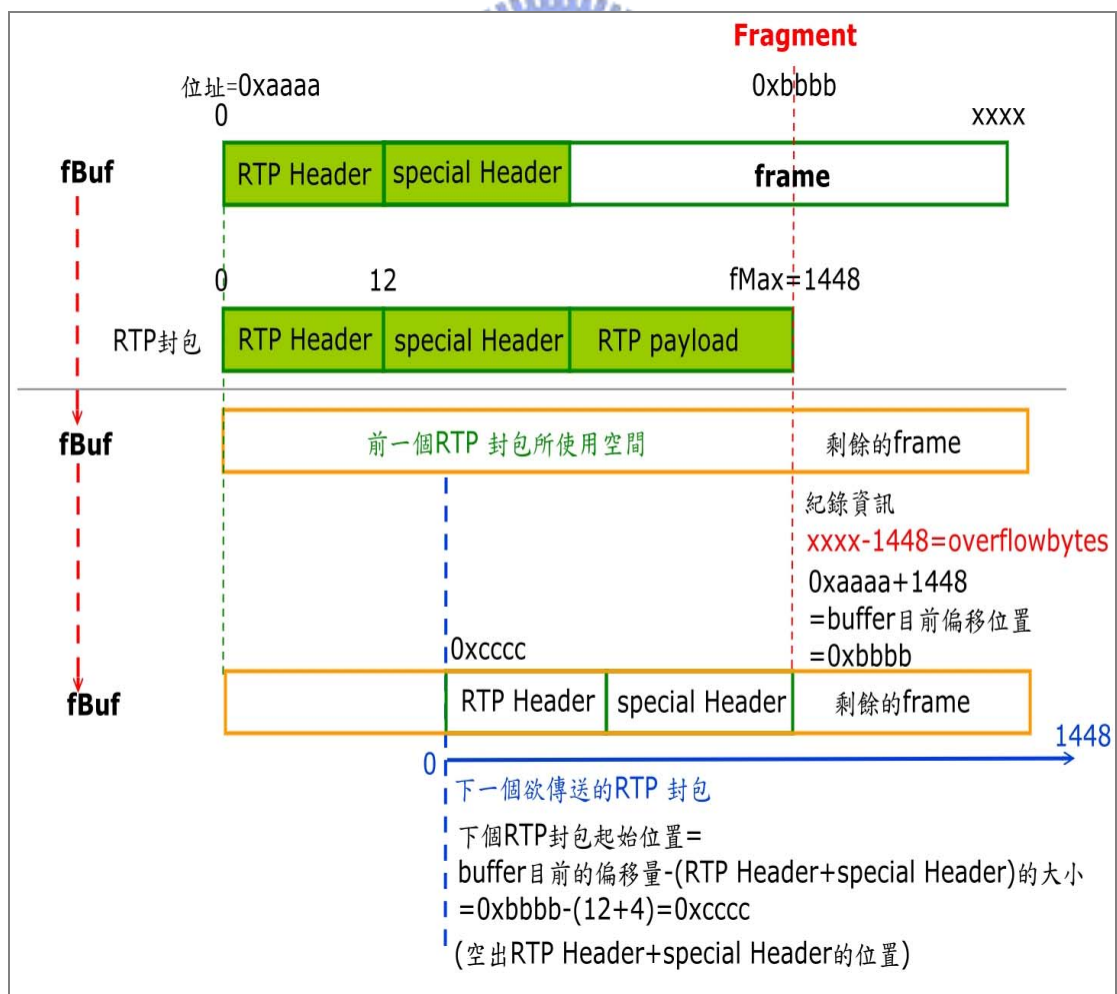 Fragment
位址=0xaaaa
0xbbbb
0
xxxx
fBuf
RTP Header
special Header
frame
0
12
fMax=1448
RTP封包
RTP Header
special Header
RTP payload
fBuf
前一個RTP 封包所使用空間
剩餘的frame
紀錄資訊
xxxx-1448=overflowbytes
0xaaaa+1448
=buffer目前偏移位置
=0xbbbb
0xcccc
fBuf
RTP Header
special Header
剩餘的frame
0
1448
下一個欲傳送的RTP 封包
下個RTP封包起始位置=
buffer目前的偏移量-(RTP Header+special Header)的大小
=0xbbbb-(12+4)=0xcccc
(空出RTP Header+special Header的位置)